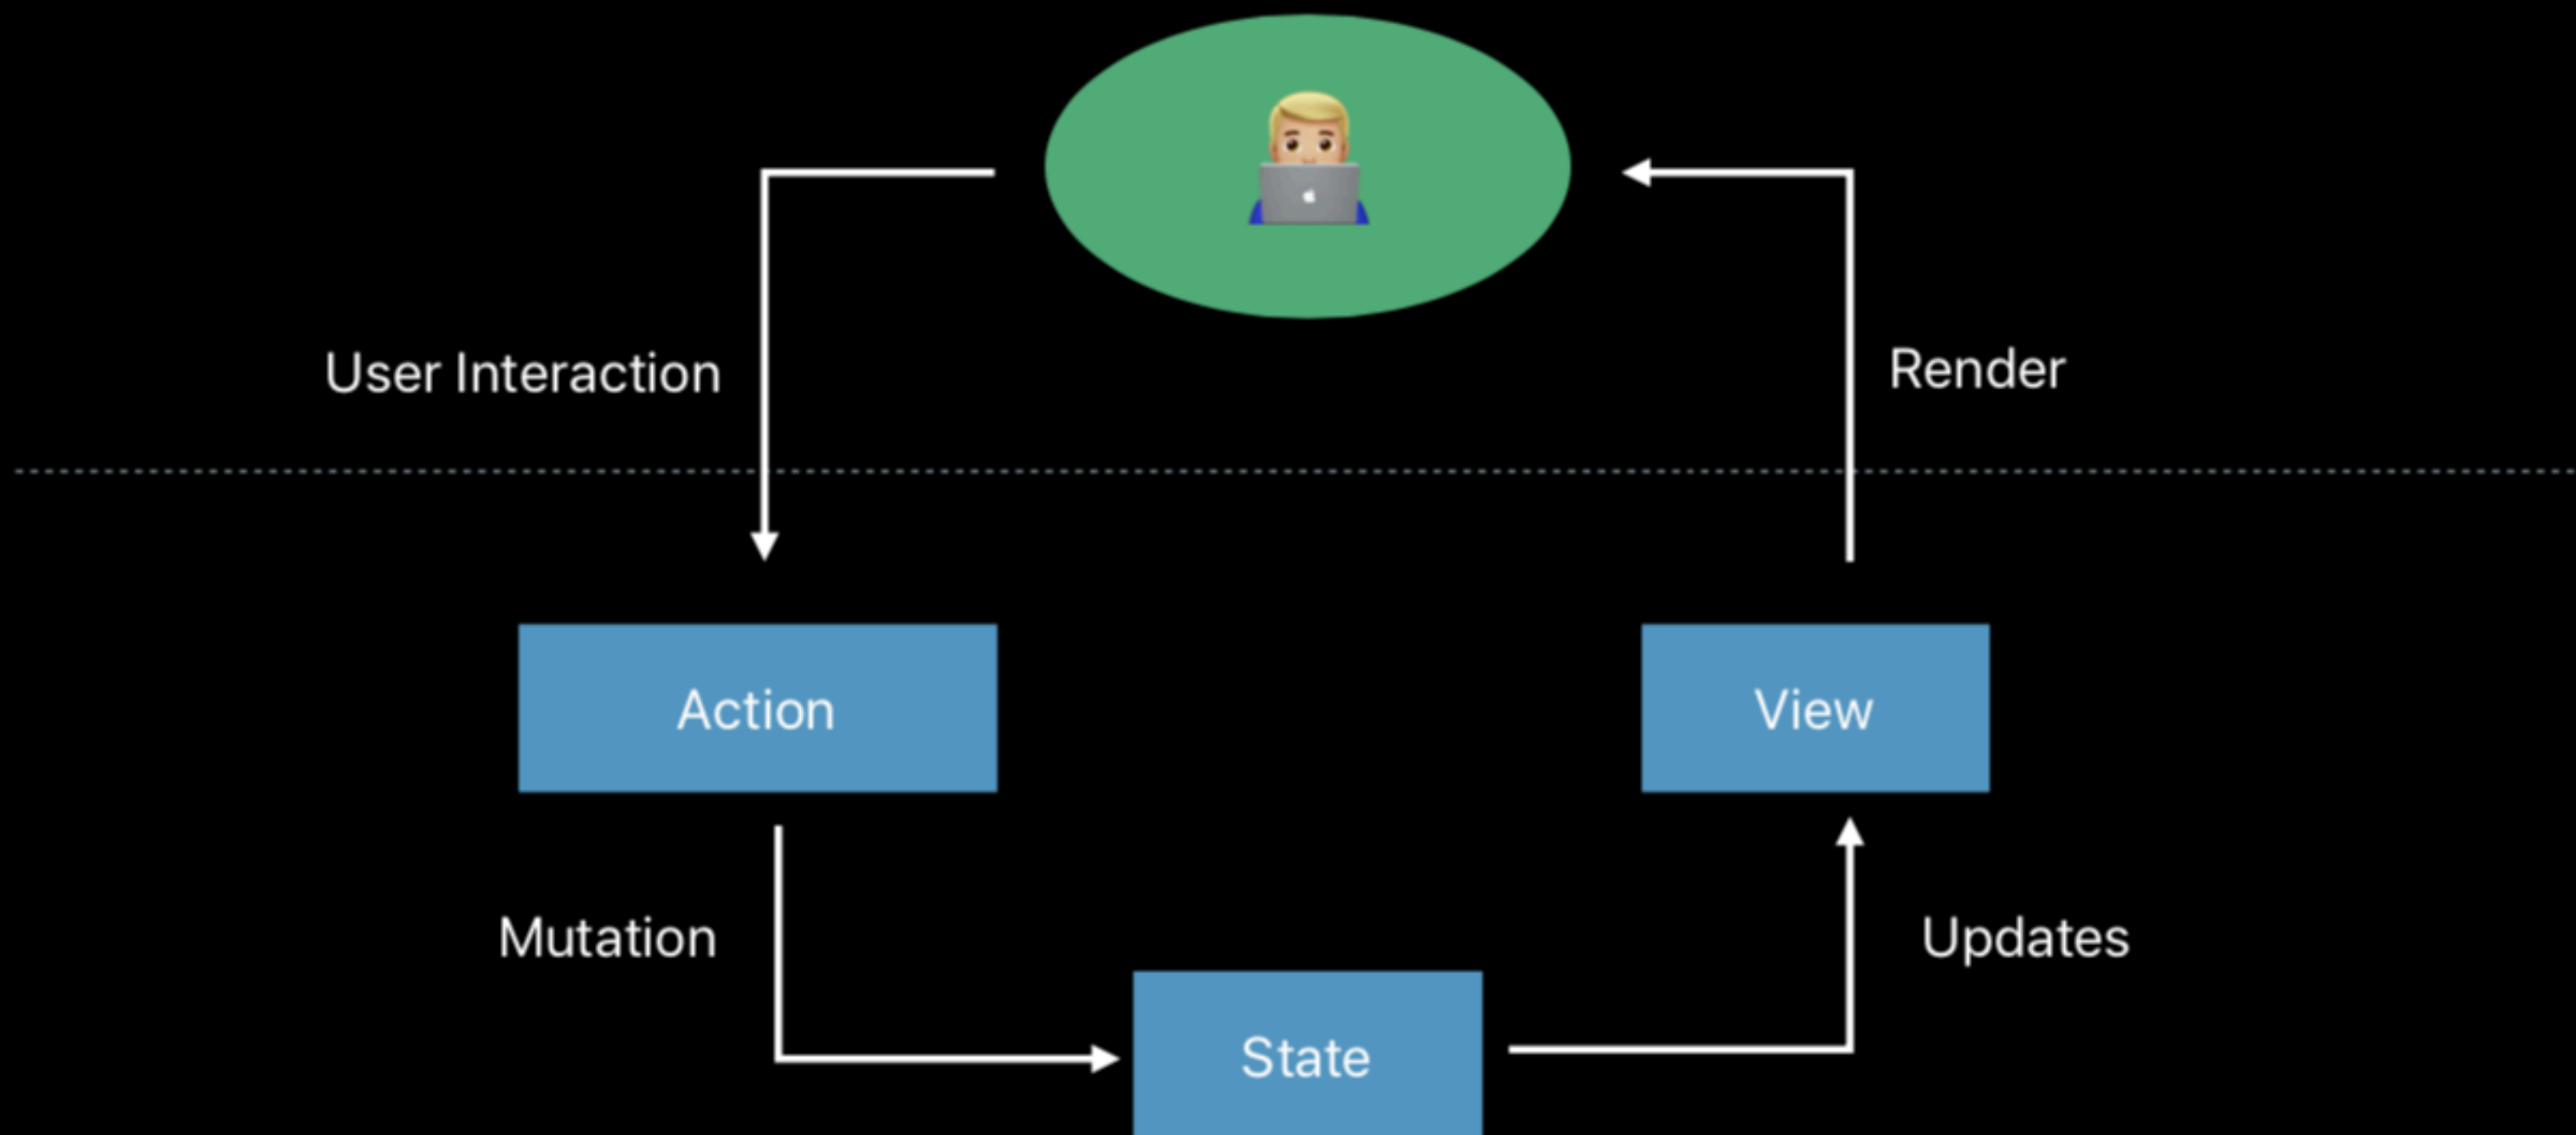 User Interaction
Render
Action
View
Mutation
Updates
State